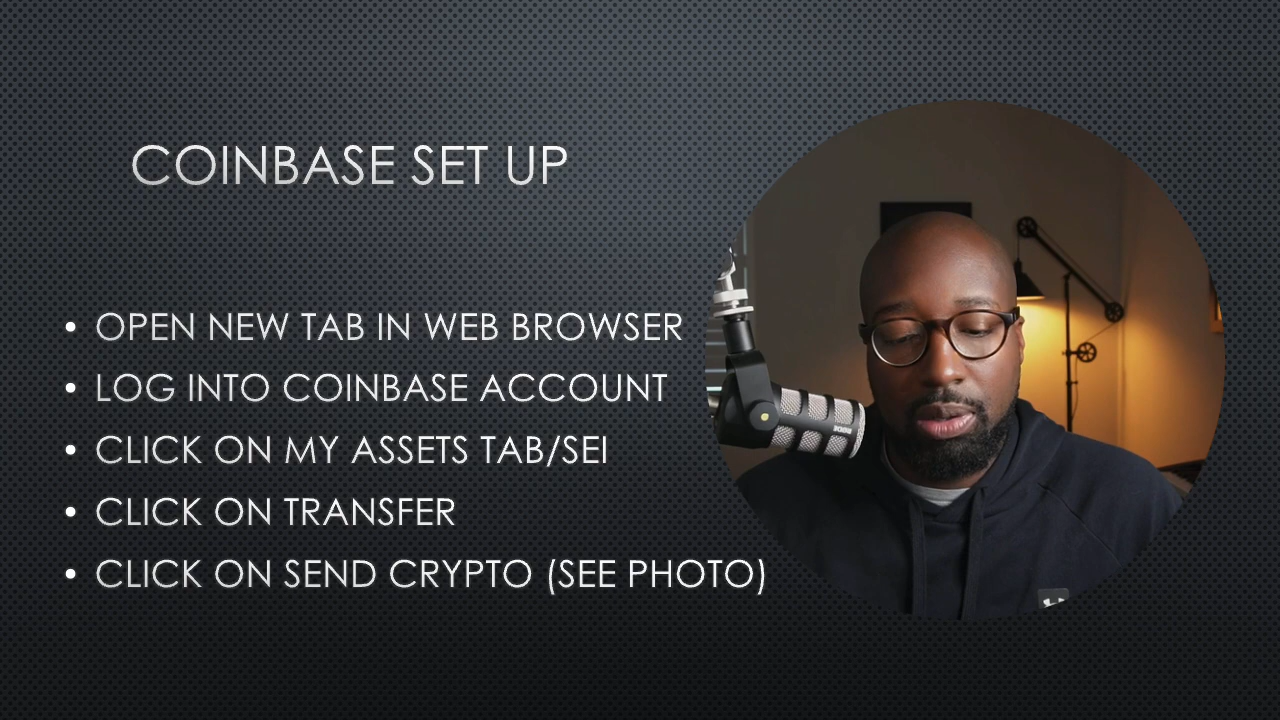 COINBASE SET UP
• OPEN NEW TAB IN WEB BROWSER
• LOG INTO COINBASE ACCOUNT
• CLICK ON MY ASSETS TAB/SEI
• CLICK ON TRANSFER
• CLICK ON SEND CRYPTO (SEE PHOTO)